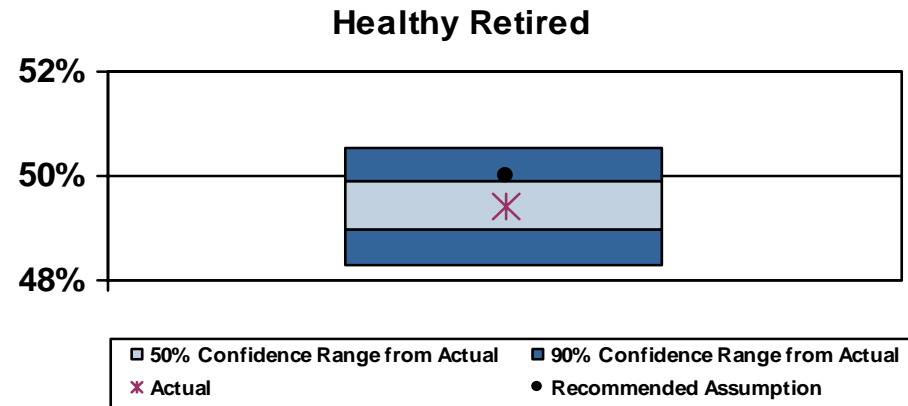 Healthy Retired
52%
50%
48%
50% Confidence Range from Actual
90% Confidence Range from Actual
Actual
Recommended Assumption